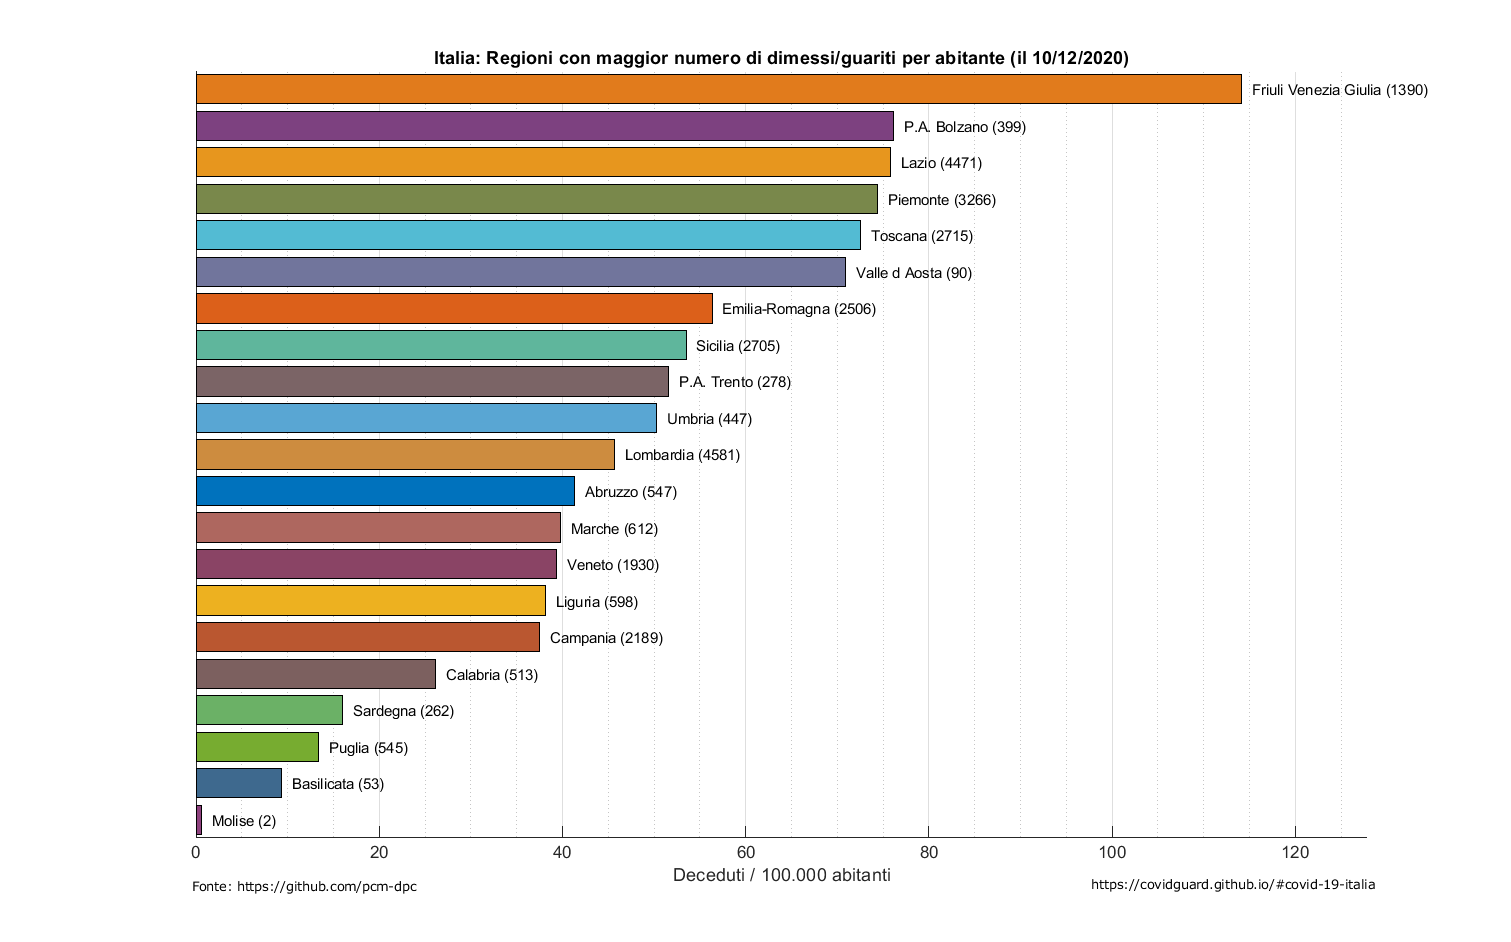 Italia: Regioni con maggior numero di dimessi/guariti per abitante (il 10/12/2020)
Friuli Venezia Giulia (1390)
P.A. Bolzano (399)
Lazio (4471)
Piemonte (3266)
Toscana (2715)
Valle d Aosta (90)
Emilia-Romagna (2506)
Sicilia (2705)
P.A. Trento (278)
Umbria (447)
Lombardia (4581)
Abruzzo (547)
Marche (612)
Veneto (1930)
Liguria (598)
Campania (2189)
Calabria (513)
Sardegna (262)
Puglia (545)
Basilicata (53)
Molise (2)
0 20 40 60 80 100 120
Deceduti / 100.000 abitanti
Fonte: https://github.com/pcm-dpc
https://covidguard.github.io/#covid-19-italia